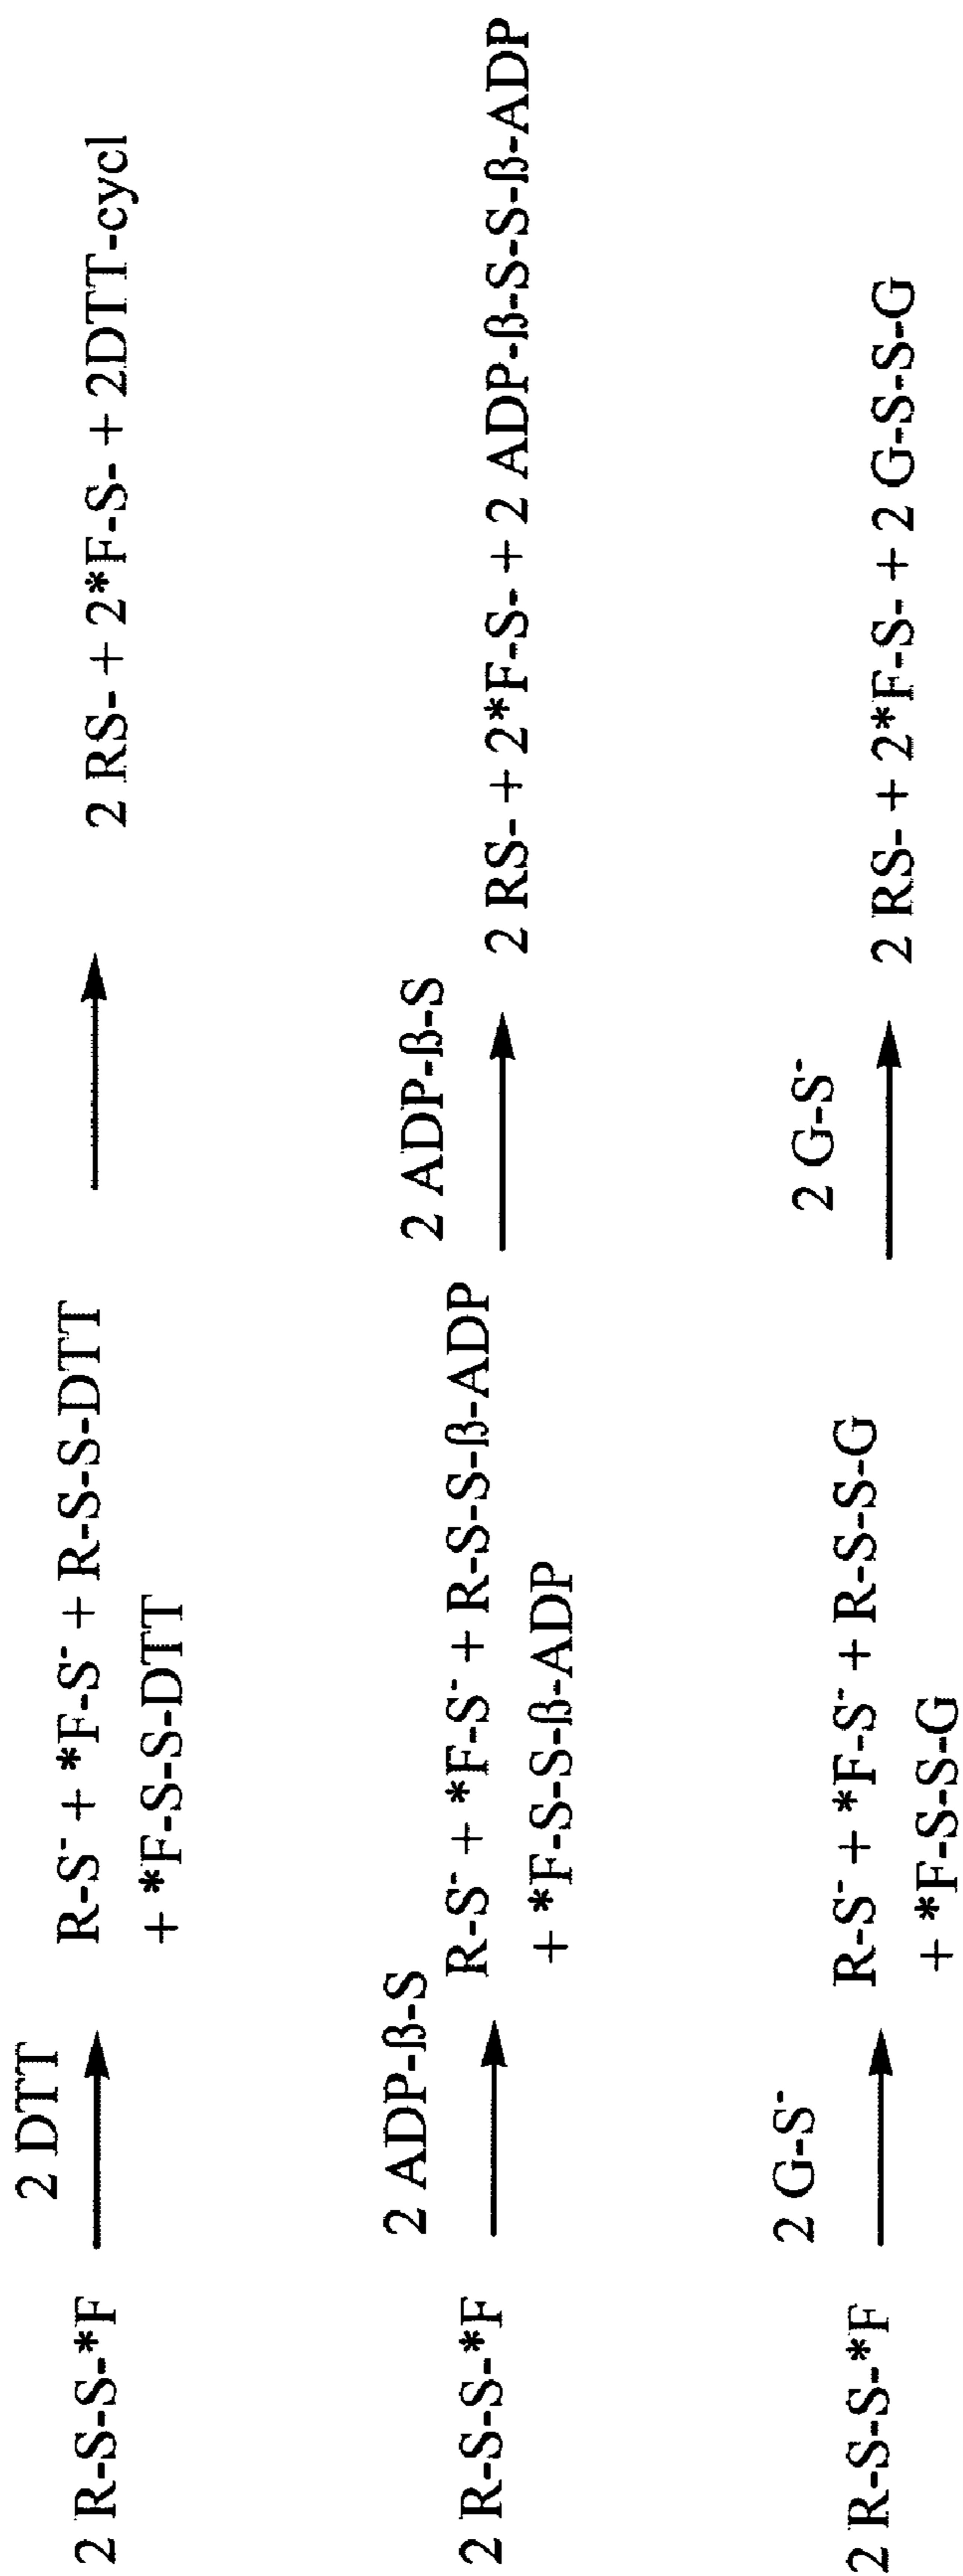 2 DTT
2 R-S-S-*F
R-S⁻ + *F-S⁻ + R-S-S-DTT
+ *F-S-S-DTT
2 RS- + 2*F-S- + 2DTT-cycl
2 ADP-ß-S
2 R-S-S-*F
R-S⁻ + *F-S⁻ + R-S-S-ß-ADP
+ *F-S-S-ß-ADP
2 ADP-ß-S
2 RS- + 2*F-S- + 2 ADP-ß-S-S-ß-ADP
2 G-S⁻
2 R-S-S-*F
R-S⁻ + *F-S⁻ + R-S-S-G
+ *F-S-S-G
2 G-S⁻
2 RS- + 2*F-S- + 2 G-S-S-G